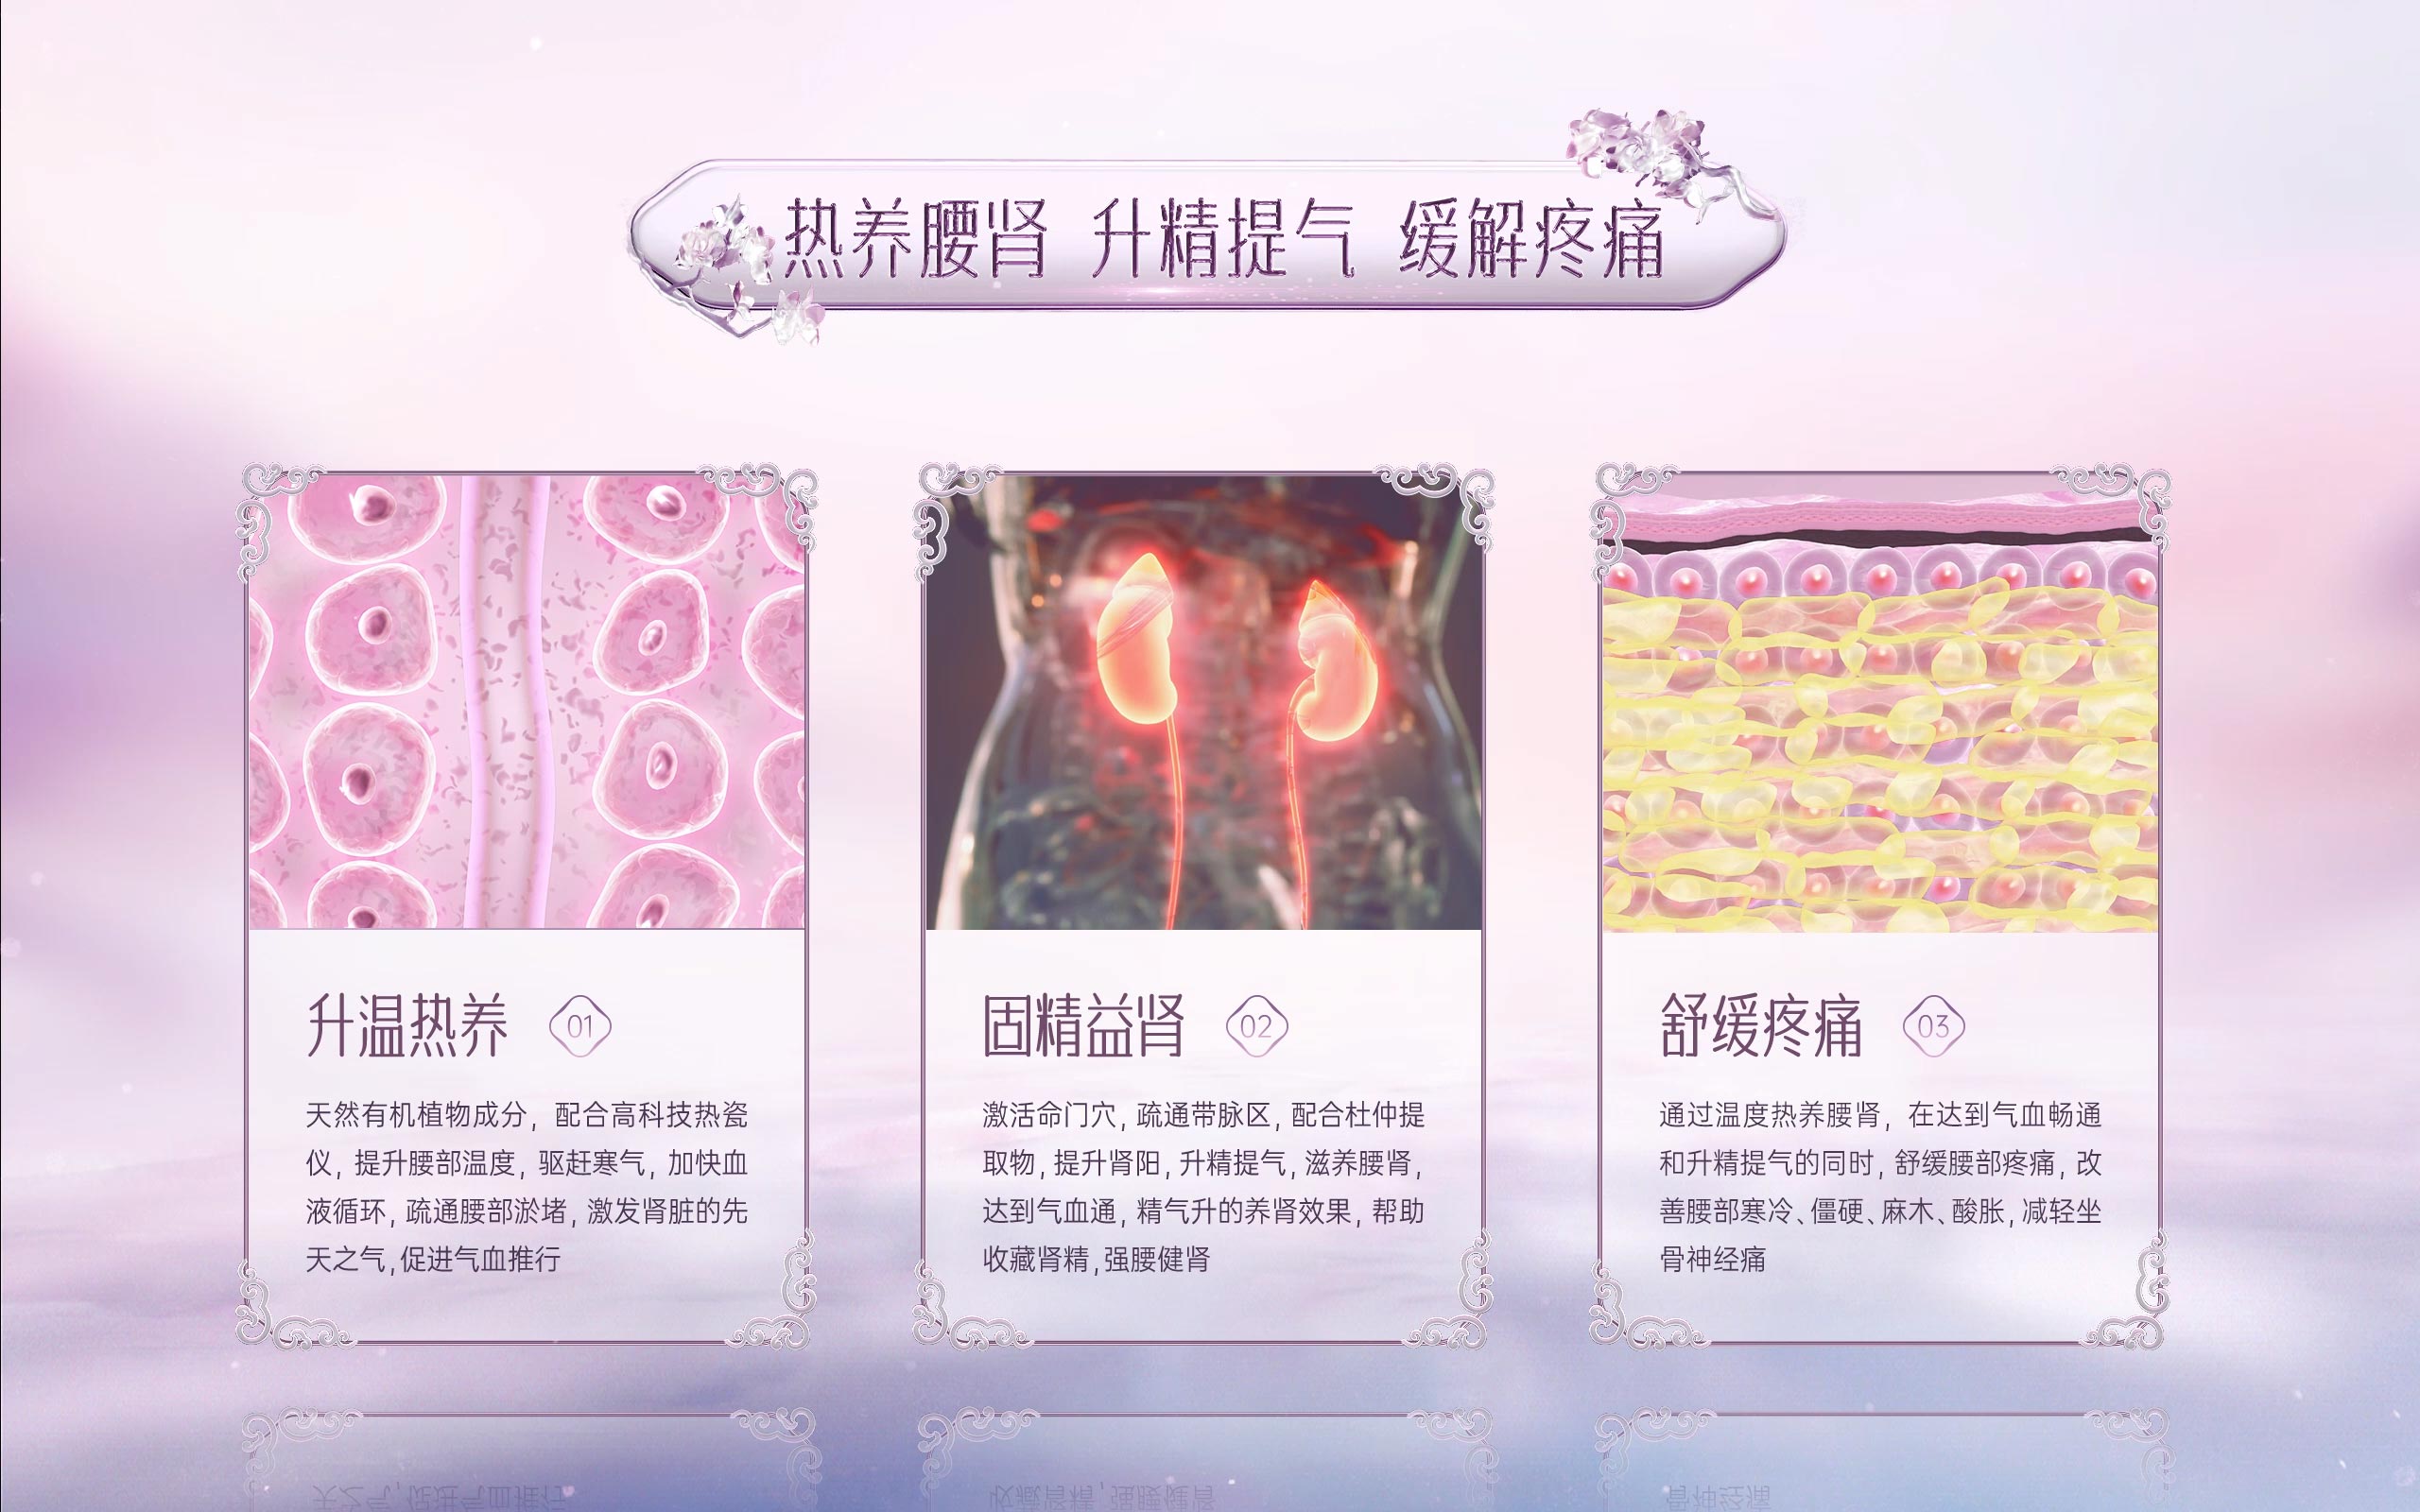 热养腰肾 升精提气 缓解疼痛
升温热养 01
天然有机植物成分，配合高科技热瓷
仪，提升腰部温度，驱赶寒气，加快血
液循环，疏通腰部淤堵，激发肾脏的先
天之气，促进气血推行
固精益肾 02
激活命门穴，疏通带脉区，配合杜仲提
取物，提升肾阳，升精提气，滋养腰肾，
达到气血通，精气升的养肾效果，帮助
收藏肾精，强腰健肾
舒缓疼痛 03
通过温度热养腰肾，在达到气血畅通
和升精提气的同时，舒缓腰部疼痛，改
善腰部寒冷、僵硬、麻木、酸胀，减轻坐
骨神经痛